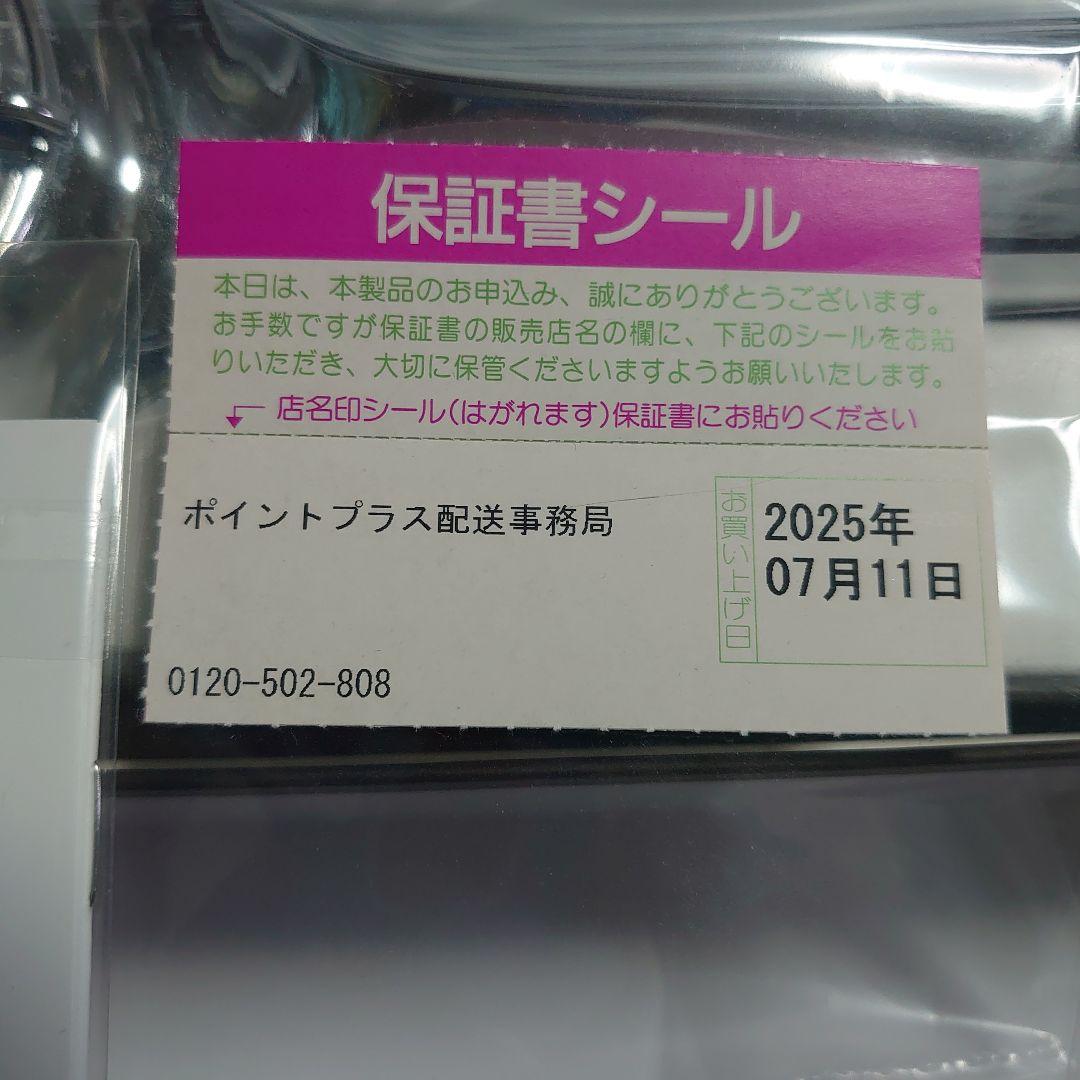 保証書シール
本日は、本製品のお申込み、誠にありがとうございます。
お手数ですが保証書の販売店名の欄に、下記のシールをお貼
りいただき、大切に保管くださいますようお願いいたします。
店名印シール(はがれます)保証書にお貼りください
ポイントプラス配送事務局
お買い上げ日
2025年
07月11日
0120-502-808